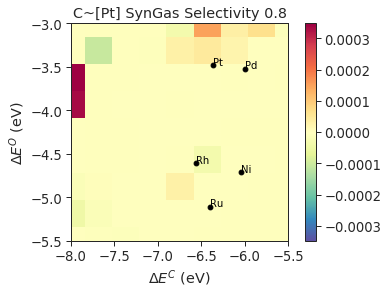 C~[Pt] SynGas Selectivity 0.8
−3.0
−3.5
−4.0
−4.5
−5.0
−5.5
ΔE^O (eV)
Pt
Pd
Rh
Ni
Ru
−8.0 −7.5 −7.0 −6.5 −6.0 −5.5
ΔE^C (eV)
0.0003
0.0002
0.0001
0.0000
−0.0001
−0.0002
−0.0003